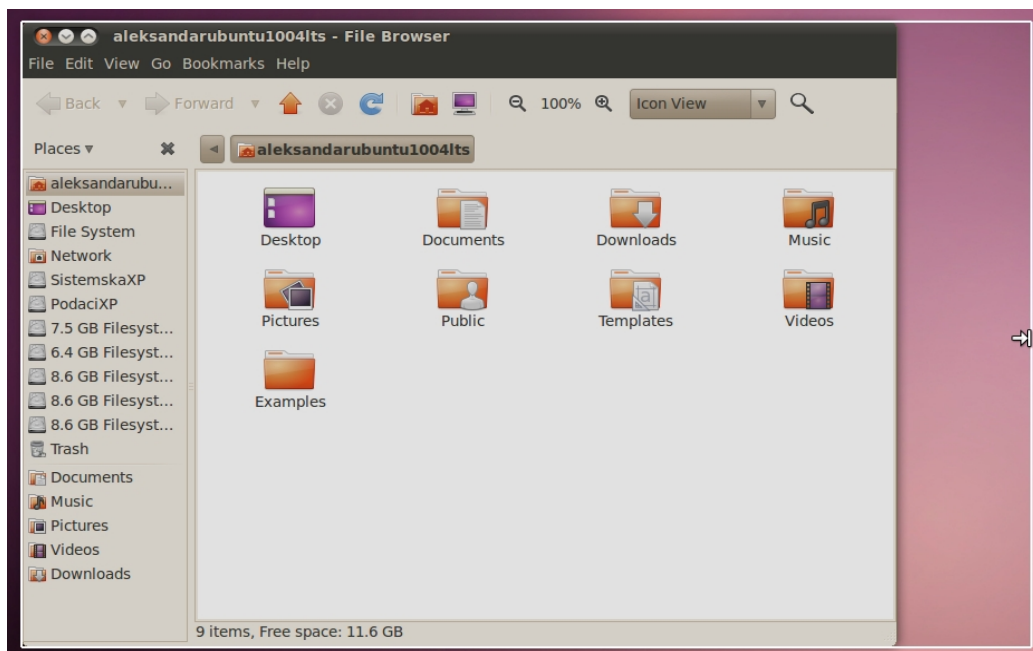 aleksandarubuntu1004lts - File Browser
File Edit View Go Bookmarks Help
Back Forward 100% Icon View
Places aleksandarubuntu1004lts
aleksandarubu...
Desktop
File System
Network
SistemskaXP
PodaciXP
7.5 GB Filesyst...
6.4 GB Filesyst...
8.6 GB Filesyst...
8.6 GB Filesyst...
8.6 GB Filesyst...
Trash
Documents
Music
Pictures
Videos
Downloads
Desktop Documents Downloads Music
Pictures Public Templates Videos
Examples
9 items, Free space: 11.6 GB